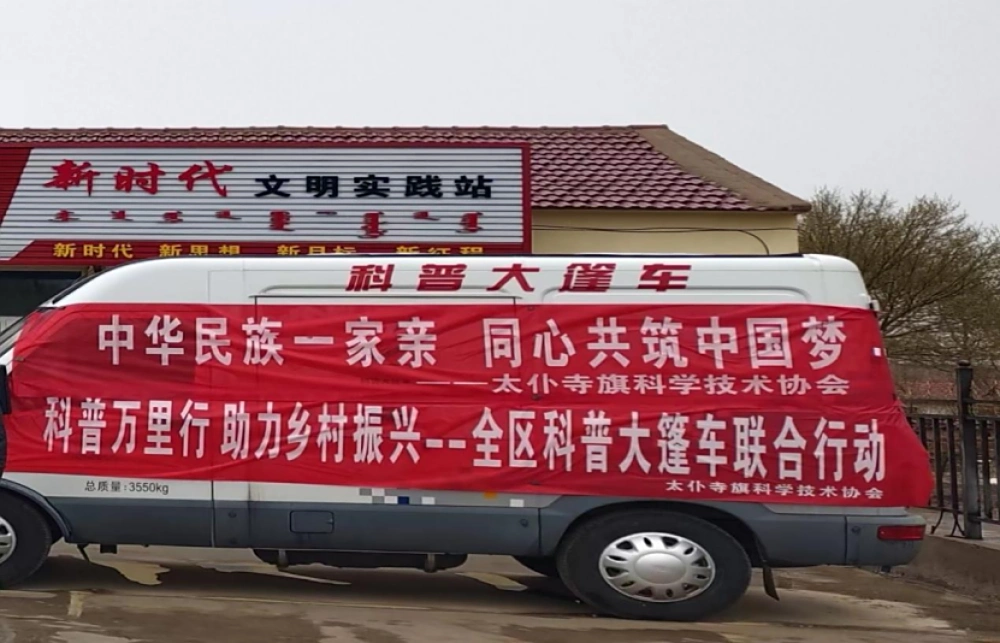 新时代 文明实践站
新时代 新思想 新目标 新征程
科普大篷车
中华民族一家亲 同心共筑中国梦
——太仆寺旗科学技术协会
科普万里行 助力乡村振兴--全区科普大篷车联合行动
太仆寺旗科学技术协会
总质量:3550kg